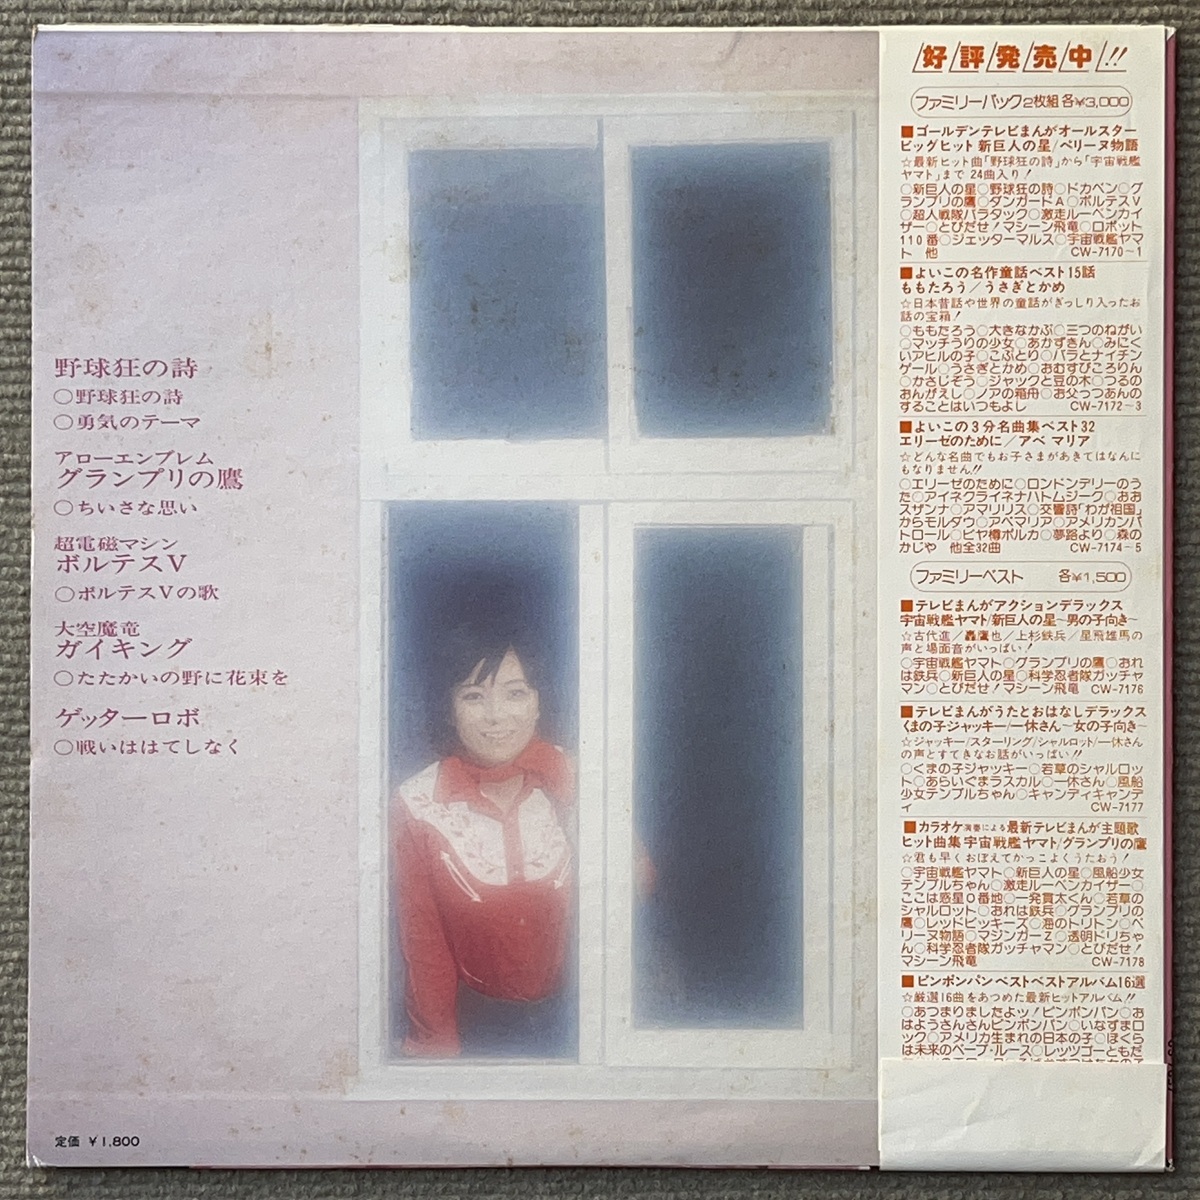 野球狂の詩
○野球狂の詩
○勇気のテーマ
アローエンブレム
グランプリの鷹
○ちいさな思い
超電磁マシン
ボルテスV
○ボルテスVの歌
大空魔竜
ガイキング
○たたかいの野に花束を
ゲッターロボ
○戦いははてしなく
定価 ¥1,800
好評発売中!!
ファミリーパック2枚組 各¥3,000
■ゴールデンテレビまんがオールスター
ビッグヒット 新巨人の星/ペリーヌ物語
☆最新ヒット曲「野球狂の詩」から「宇宙戦艦
ヤマト」まで 24曲入り!
○新巨人の星○野球狂の詩○ドカベン○グ
ランプリの鷹○ダンガードA○ボルテスV
○超人戦隊バラタック○激走ルーベンカイ
ザー○とびだせ!マシーン飛竜○ロボット
110番○ジェッターマルス○宇宙戦艦ヤマ
ト 他 CW-7170~1
■よいこの名作童話ベスト15話
ももたろう/うさぎとかめ
☆日本昔話や世界の童話がぎっしり入ったお
話の宝箱!
○ももたろう○大きなかぶ○三つのねがい
○マッチうりの少女○あかずきん○みにく
いアヒルの子○こぶとり○バラとナイチン
ゲール○うさぎとかめ○おむすびころりん
○かさじぞう○ジャックと豆の木○つるの
おんがえし○ノアの箱舟○お父っつあんの
することはいつもよし CW-7172~3
■よいこの3分名曲集ベスト32
エリーゼのために/アベ マリア
☆どんな名曲でもお子さまがあきてはなんに
もなりません!!
○エリーゼのために○ロンドンデリーのう
た○アイネクライネナハトムジーク○おお
スザンナ○アマリリス○交響詩「わが祖国」
からモルダウ○アベマリア○アメリカンパ
トロール○ビヤ樽ポルカ○夢路より○森の
かじや 他全32曲 CW-7174~5
ファミリーベスト 各¥1,500
■テレビまんがアクションデラックス
宇宙戦艦ヤマト/新巨人の星~男の子向き~
☆古代進/轟鷹也/上杉鉄兵/星飛雄馬の
声と場面音がいっぱい!
○宇宙戦艦ヤマト○グランプリの鷹○おれ
は鉄兵○新巨人の星○科学忍者隊ガッチャ
マン○とびだせ!マシーン飛竜 CW-7176
■テレビまんがうたとおはなしデラックス
くまの子ジャッキー/一休さん~女の子向き~
☆ジャッキー/スターリング/シャルロット/一休さん
の声とすてきなお話がいっぱい!!
○くまの子ジャッキー○若草のシャルロッ
ト○あらいぐまラスカル○一休さん○風船
少女テンプルちゃん○キャンディキャンデ
ィ CW-7177
■カラオケ演奏による最新テレビまんが主題歌
ヒット曲集 宇宙戦艦ヤマト/グランプリの鷹
☆君も早くおぼえてかっこよくうたおう!
○宇宙戦艦ヤマト○新巨人の星○風船少女
テンプルちゃん○激走ルーベンカイザー○
ここは惑星0番地○一発貫太くん○若草の
シャルロット○おれは鉄兵○グランプリの
鷹○レッドビッキーズ○海のトリトン○ペ
リーヌ物語○マジンガーZ○透明ドリちゃ
ん○科学忍者隊ガッチャマン○とびだせ!
マシーン飛竜 CW-7178
■ピンポンパンベストベストアルバム16選
☆厳選16曲をあつめた最新ヒットアルバム!!
○あつまりましたよッ!ピンポンパン○お
はようさんさんピンポンパン○いなずまロ
ック○アメリカ生まれの日本の子○ぼくら
は未来のベーブ・ルース○レッツゴーともだ